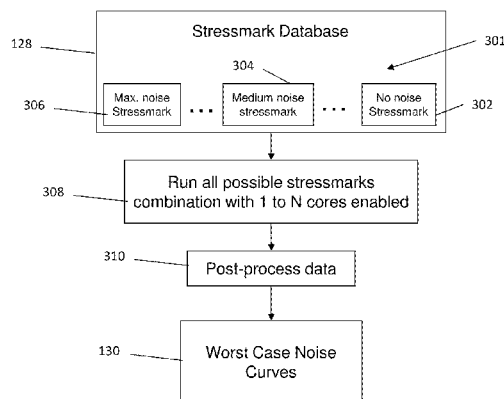 Stressmark Database
128
301
304
306
Max. noise
Stressmark
...
Medium noise
stressmark
...
No noise
Stressmark
302
308
Run all possible stressmarks
combination with 1 to N cores enabled
310
Post-process data
130
Worst Case Noise
Curves